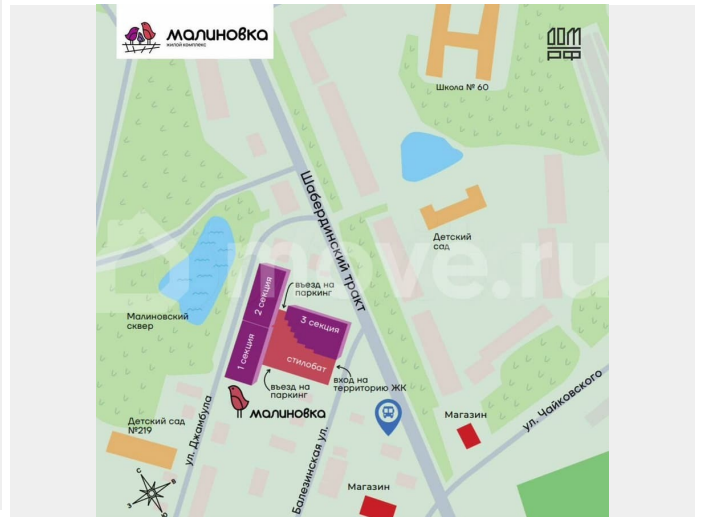 малиновка
жилой комплекс
ДОМ
РФ
Школа № 60
Шабердинский тракт
Детский
сад
move.ru
въезд на
паркинг
2 секция
3 секция
Малиновский
сквер
1 секция
стилобат
въезд на
паркинг
вход на
территорию ЖК
малиновка
ул. Джамбула
Детский сад
№219
Балезинская ул.
Магазин
ул. Чайковского
Магазин
С
В
З
Ю